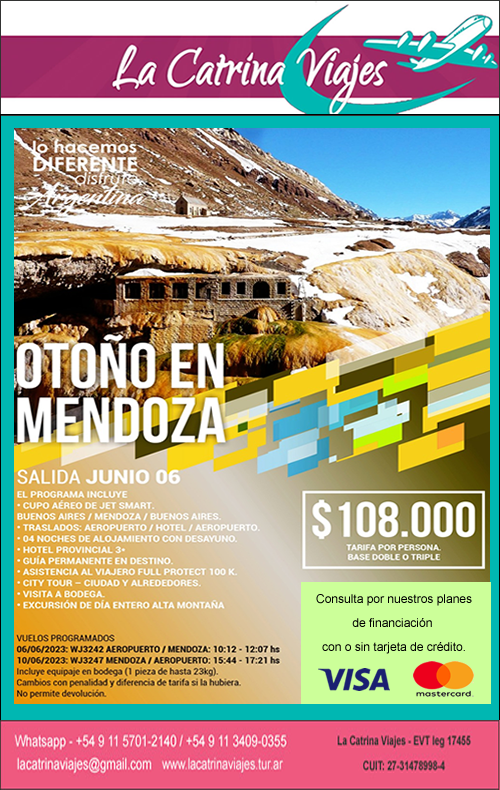 La Catrina Viajes
lo hacemos
DIFERENTE
disfruta
Argentina
OTOÑO EN
MENDOZA
SALIDA JUNIO 06
EL PROGRAMA INCLUYE
• CUPO AÉREO DE JET SMART.
BUENOS AIRES / MENDOZA / BUENOS AIRES.
• TRASLADOS: AEROPUERTO / HOTEL / AEROPUERTO.
• 04 NOCHES DE ALOJAMIENTO CON DESAYUNO.
• HOTEL PROVINCIAL 3*
• GUÍA PERMANENTE EN DESTINO.
• ASISTENCIA AL VIAJERO FULL PROTECT 100 K.
• CITY TOUR – CIUDAD Y ALREDEDORES.
• VISITA A BODEGA.
• EXCURSIÓN DE DÍA ENTERO ALTA MONTAÑA
$108.000
TARIFA POR PERSONA.
BASE DOBLE O TRIPLE
Consulta por nuestros planes
de financiación
con o sin tarjeta de crédito.
VISA
mastercard
VUELOS PROGRAMADOS
06/06/2023: WJ3242 AEROPUERTO / MENDOZA: 10:12 - 12:07 hs
10/06/2023: WJ3247 MENDOZA / AEROPUERTO: 15:44 - 17:21 hs
Incluye equipaje en bodega (1 pieza de hasta 23kg).
Cambios con penalidad y diferencia de tarifa si la hubiera.
No permite devolución.
Whatsapp - +54 9 11 5701-2140 / +54 9 11 3409-0355
lacatrinaviajes@gmail.com www.lacatrinaviajes.tur.ar
La Catrina Viajes - EVT leg 17455
CUIT: 27-31478998-4